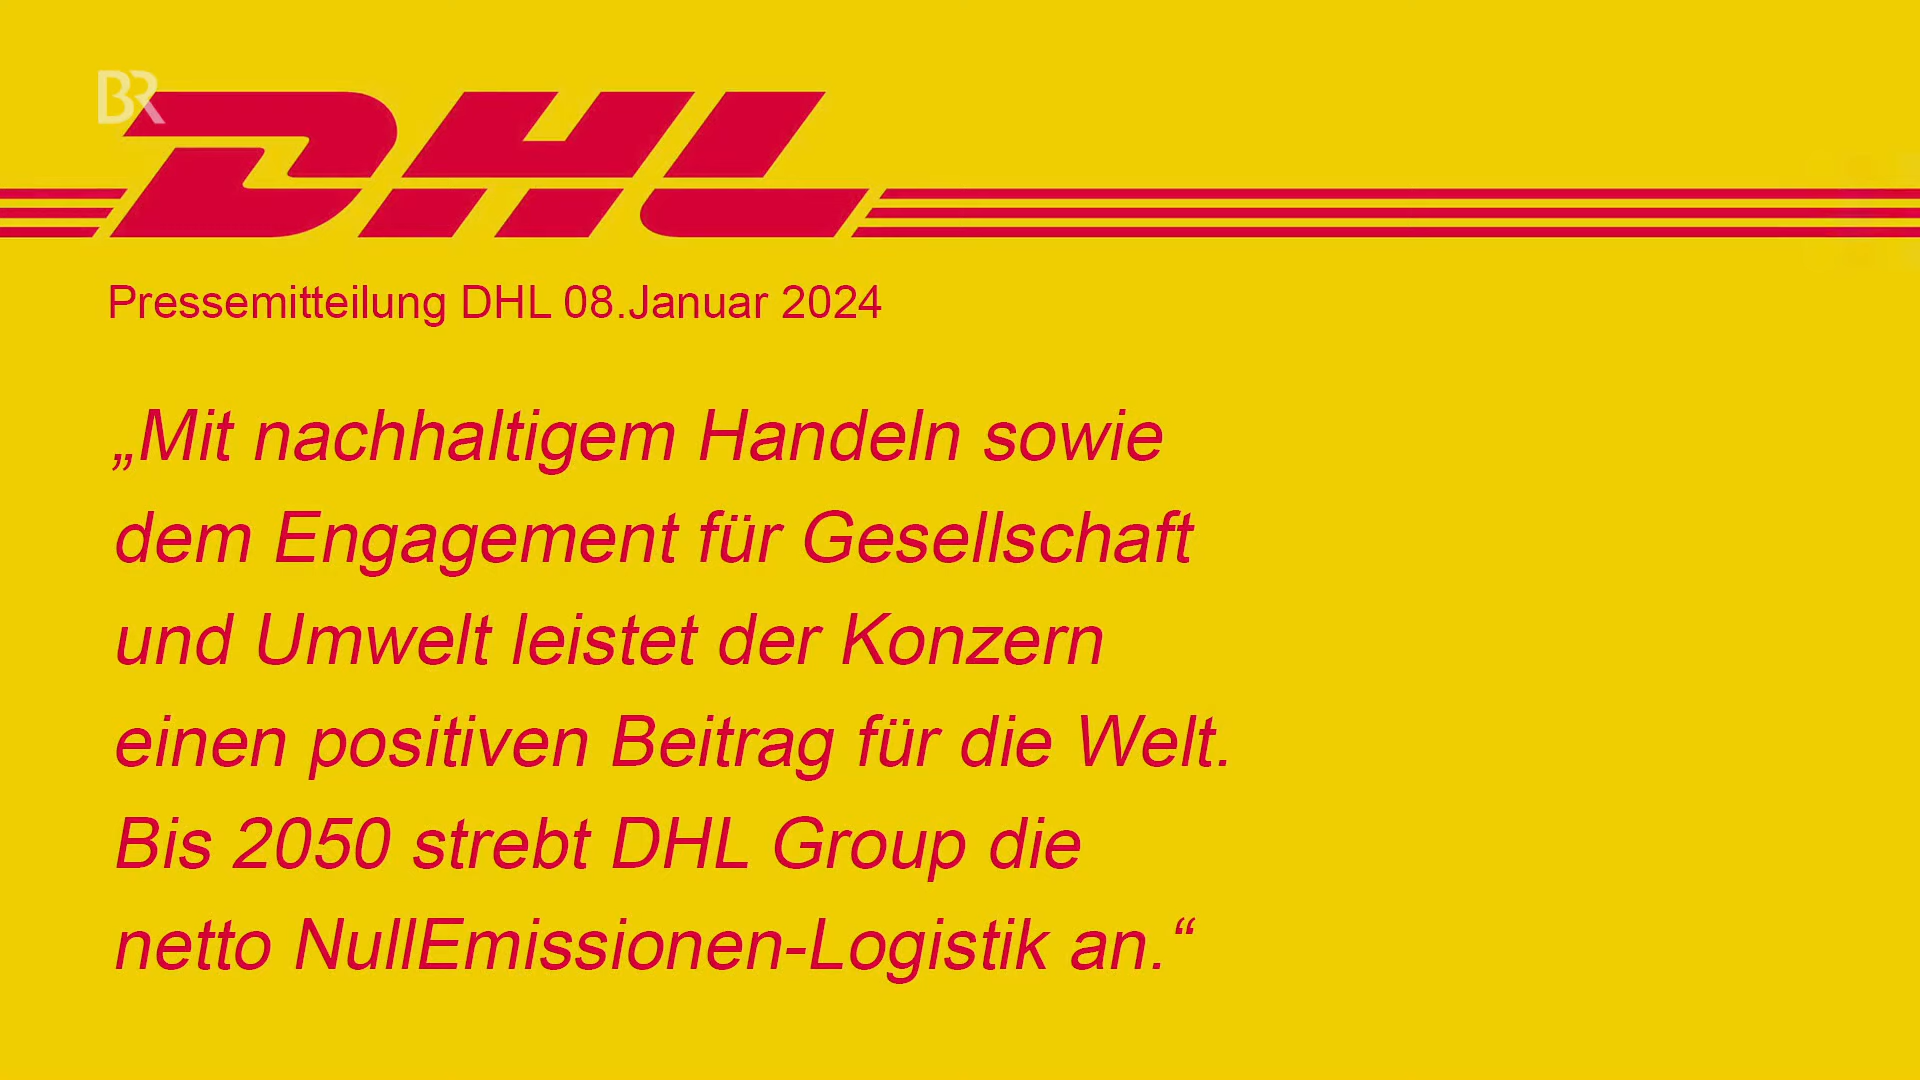 BR
DHL
Pressemitteilung DHL 08.Januar 2024
„Mit nachhaltigem Handeln sowie
dem Engagement für Gesellschaft
und Umwelt leistet der Konzern
einen positiven Beitrag für die Welt.
Bis 2050 strebt DHL Group die
netto NullEmissionen-Logistik an.“